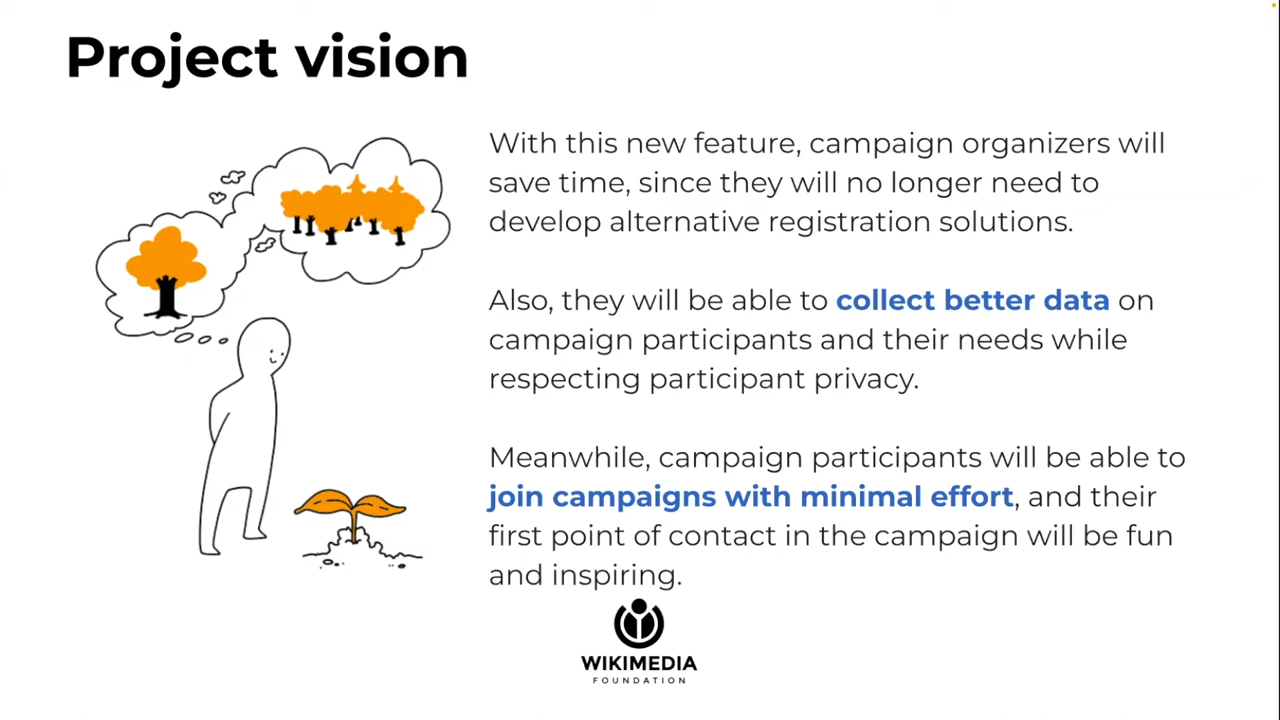 Project vision
With this new feature, campaign organizers will
save time, since they will no longer need to
develop alternative registration solutions.
Also, they will be able to collect better data on
campaign participants and their needs while
respecting participant privacy.
Meanwhile, campaign participants will be able to
join campaigns with minimal effort, and their
first point of contact in the campaign will be fun
and inspiring.
WIKIMEDIA
FOUNDATION